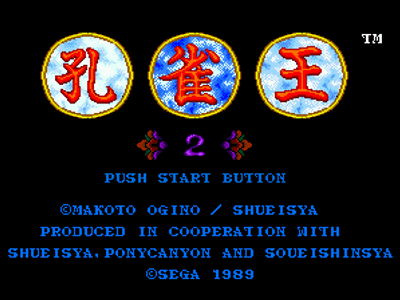 孔雀王 TM
2
PUSH START BUTTON
©MAKOTO OGINO / SHUEISYA
PRODUCED IN COOPERATION WITH
SHUEISYA, PONYCANYON AND SOUEISHINSYA
©SEGA 1989